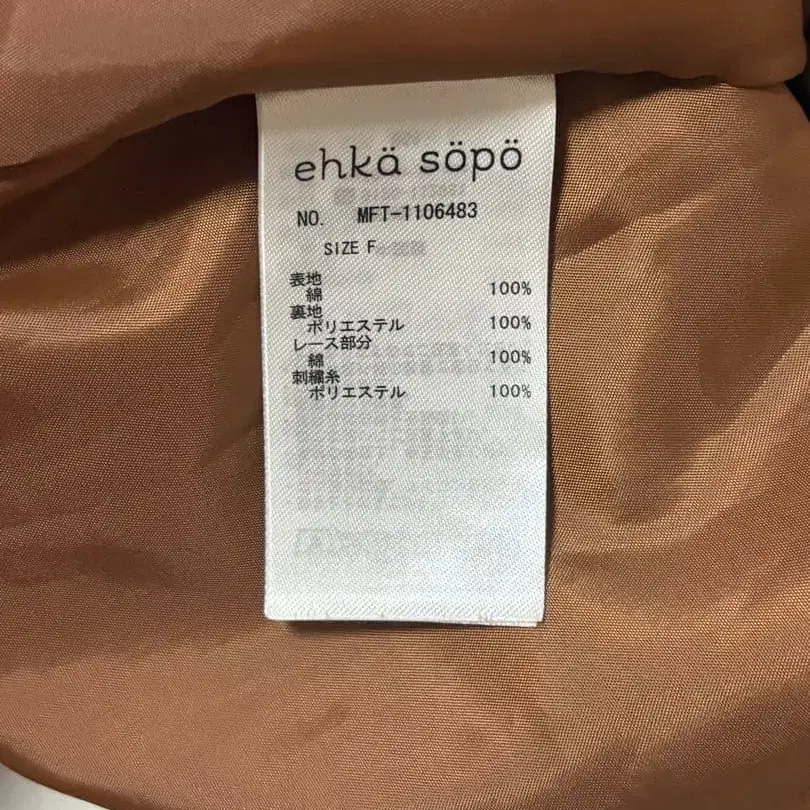 ehkä söpö
NO. MFT-1106483
SIZE F
表地
綿 100%
裏地
ポリエステル 100%
レース部分
綿 100%
刺繍糸
ポリエステル 100%